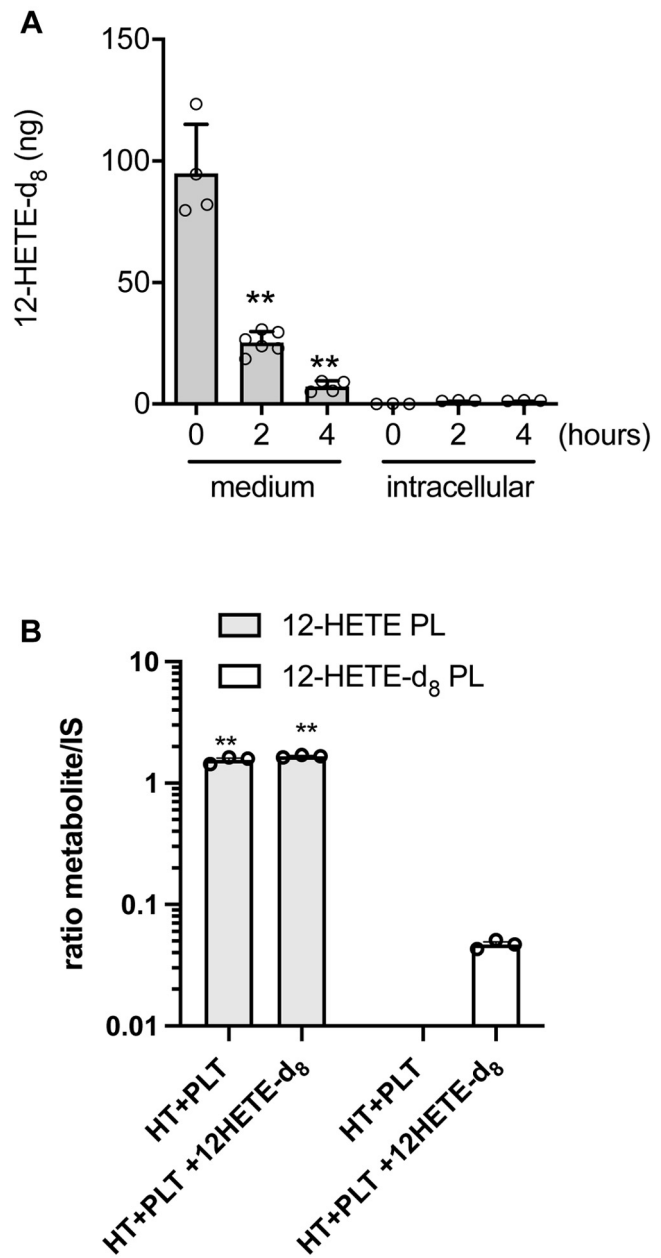 A
12-HETE-d8 (ng)
150
100
50
0
**
**
0 2 4 0 2 4 (hours)
medium intracellular
B
12-HETE PL
12-HETE-d8 PL
ratio metabolite/IS
10
1
0.1
0.01
**
**
HT+PLT
HT+PLT +12HETE-d8
HT+PLT
HT+PLT +12HETE-d8